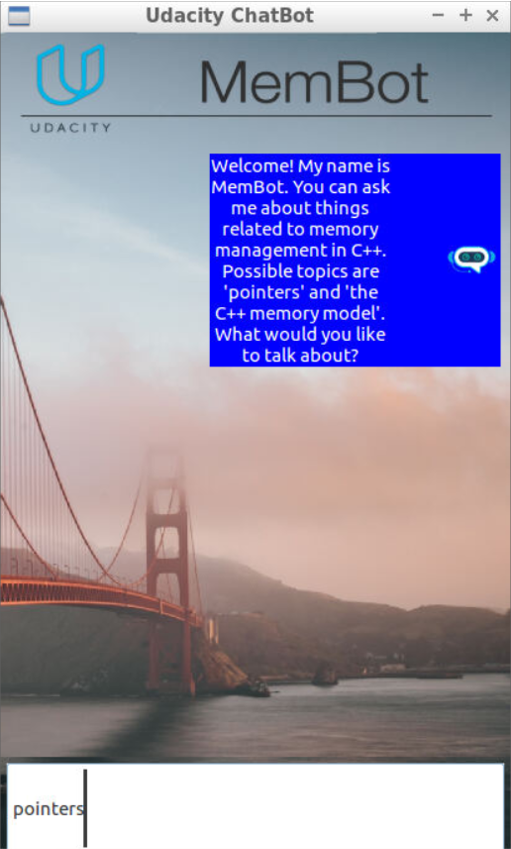 Udacity ChatBot
MemBot
UDACITY
Welcome! My name is
MemBot. You can ask
me about things
related to memory
management in C++.
Possible topics are
'pointers' and 'the
C++ memory model'.
What would you like
to talk about?
pointers